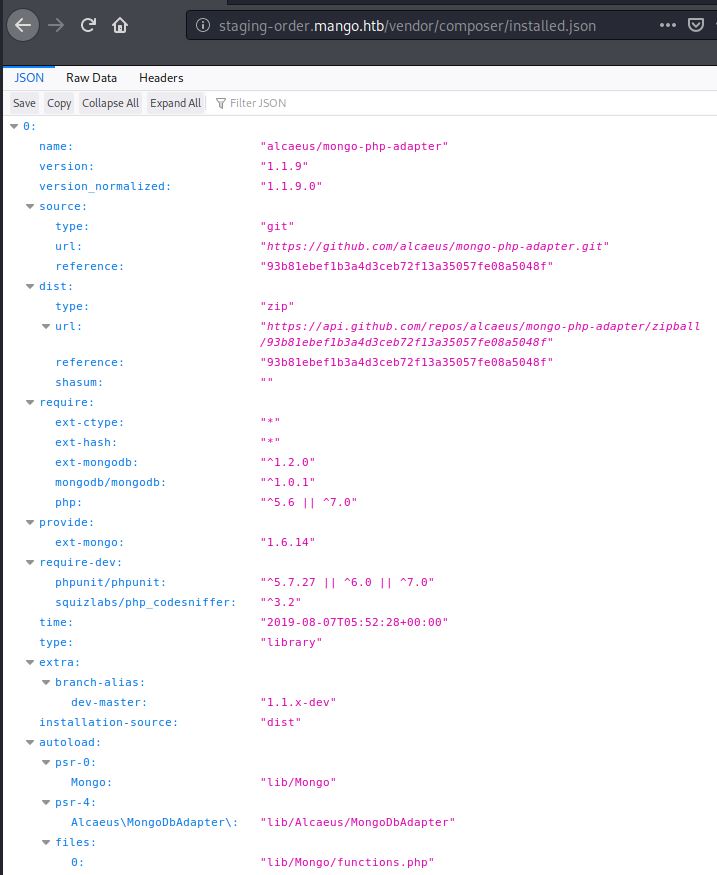 staging-order.mango.htb/vendor/composer/installed.json
JSON Raw Data Headers
Save Copy Collapse All Expand All Filter JSON
0:
name: "alcaeus/mongo-php-adapter"
version: "1.1.9"
version_normalized: "1.1.9.0"
source:
type: "git"
url: "https://github.com/alcaeus/mongo-php-adapter.git"
reference: "93b81ebef1b3a4d3ceb72f13a35057fe08a5048f"
dist:
type: "zip"
url: "https://api.github.com/repos/alcaeus/mongo-php-adapter/zipball
/93b81ebef1b3a4d3ceb72f13a35057fe08a5048f"
reference: "93b81ebef1b3a4d3ceb72f13a35057fe08a5048f"
shasum: ""
require:
ext-ctype: "*"
ext-hash: "*"
ext-mongodb: "^1.2.0"
mongodb/mongodb: "^1.0.1"
php: "^5.6 || ^7.0"
provide:
ext-mongo: "1.6.14"
require-dev:
phpunit/phpunit: "^5.7.27 || ^6.0 || ^7.0"
squizlabs/php_codesniffer: "^3.2"
time: "2019-08-07T05:52:28+00:00"
type: "library"
extra:
branch-alias:
dev-master: "1.1.x-dev"
installation-source: "dist"
autoload:
psr-0:
Mongo: "lib/Mongo"
psr-4:
Alcaeus\MongoDbAdapter\: "lib/Alcaeus/MongoDbAdapter"
files:
0: "lib/Mongo/functions.php"